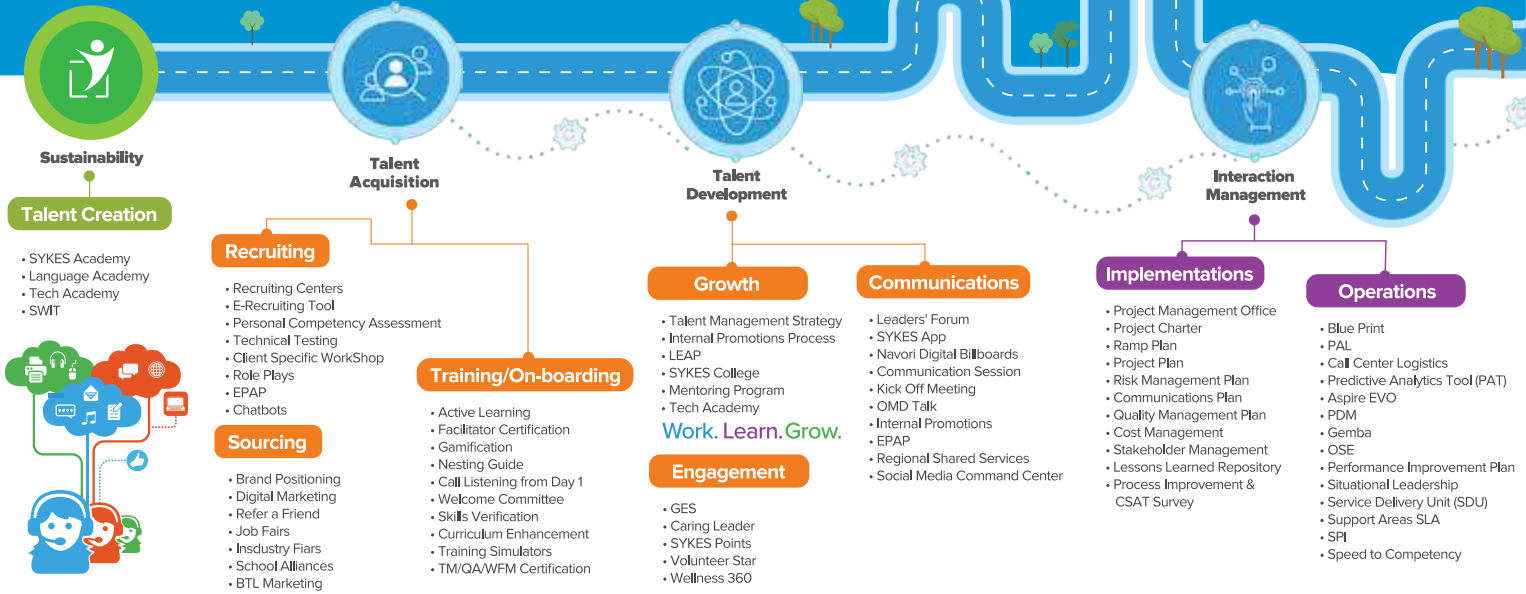 Sustainability
Talent Creation
• SYKES Academy
• Language Academy
• Tech Academy
• SWIT
Talent
Acquisition
Recruiting
• Recruiting Centers
• E-Recruiting Tool
• Personal Competency Assessment
• Technical Testing
• Client Specific WorkShop
• Role Plays
• EPAP
• Chatbots
Sourcing
• Brand Positioning
• Digital Marketing
• Refer a Friend
• Job Fairs
• Insdustry Fiars
• School Alliances
• BTL Marketing
Training/On-boarding
• Active Learning
• Facilitator Certification
• Gamification
• Nesting Guide
• Call Listening from Day 1
• Welcome Committee
• Skills Verification
• Curriculum Enhancement
• Training Simulators
• TM/QA/WFM Certification
Talent
Development
Growth
• Talent Management Strategy
• Internal Promotions Process
• LEAP
• SYKES College
• Mentoring Program
• Tech Academy
Work. Learn. Grow.
Engagement
• GES
• Caring Leader
• SYKES Points
• Volunteer Star
• Wellness 360
Communications
• Leaders' Forum
• SYKES App
• Navori Digital Billboards
• Communication Session
• Kick Off Meeting
• OMD Talk
• Internal Promotions
• EPAP
• Regional Shared Services
• Social Media Command Center
Interaction
Management
Implementations
• Project Management Office
• Project Charter
• Ramp Plan
• Project Plan
• Risk Management Plan
• Communications Plan
• Quality Management Plan
• Cost Management
• Stakeholder Management
• Lessons Learned Repository
• Process Improvement &
CSAT Survey
Operations
• Blue Print
• PAL
• Call Center Logistics
• Predictive Analytics Tool (PAT)
• Aspire EVO
• PDM
• Gemba
• OSE
• Performance Improvement Plan
• Situational Leadership
• Service Delivery Unit (SDU)
• Support Areas SLA
• SPI
• Speed to Competency